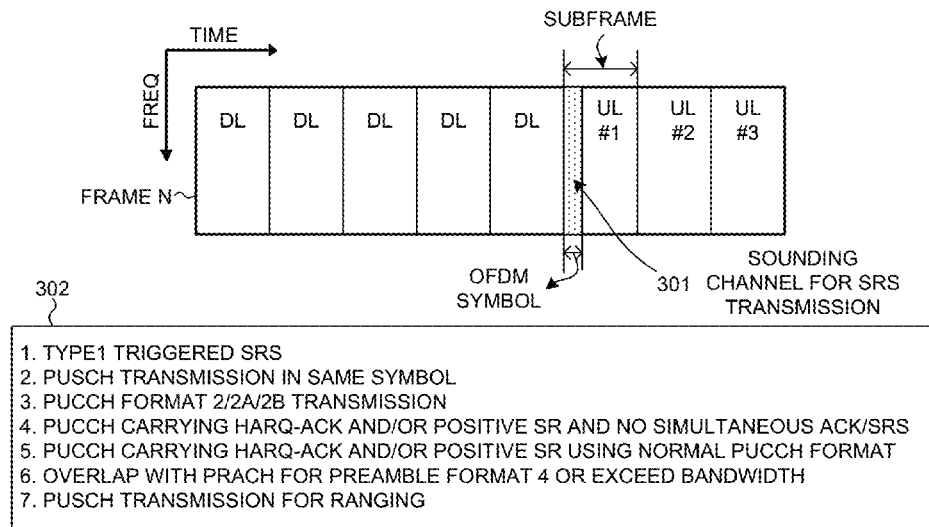 SUBFRAME
TIME
FREQ
DL DL DL DL DL UL #1 UL #2 UL #3
FRAME N
OFDM SYMBOL
301
SOUNDING CHANNEL FOR SRS TRANSMISSION
302
1. TYPE1 TRIGGERED SRS
2. PUSCH TRANSMISSION IN SAME SYMBOL
3. PUCCH FORMAT 2/2A/2B TRANSMISSION
4. PUCCH CARRYING HARQ-ACK AND/OR POSITIVE SR AND NO SIMULTANEOUS ACK/SRS
5. PUCCH CARRYING HARQ-ACK AND/OR POSITIVE SR USING NORMAL PUCCH FORMAT
6. OVERLAP WITH PRACH FOR PREAMBLE FORMAT 4 OR EXCEED BANDWIDTH
7. PUSCH TRANSMISSION FOR RANGING